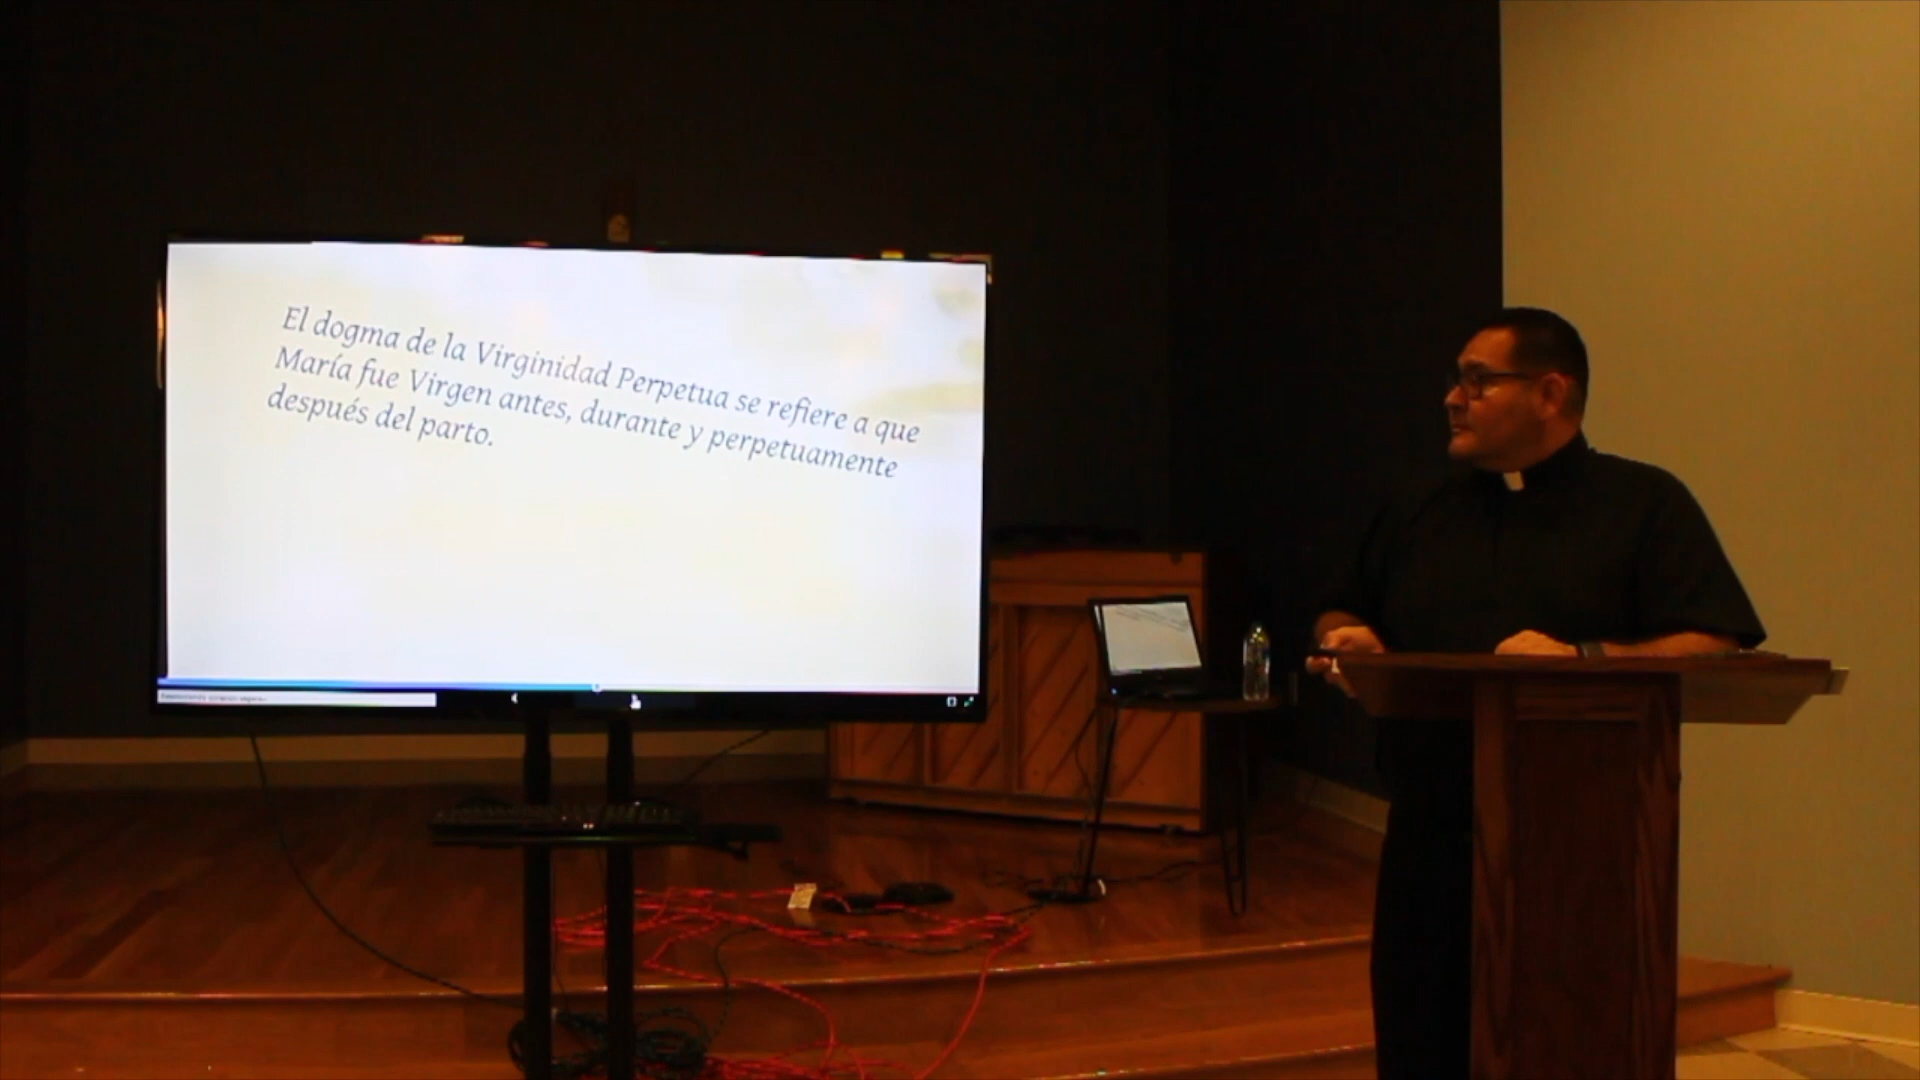 El dogma de la Virginidad Perpetua se refiere a que
María fue Virgen antes, durante y perpetuamente
después del parto.